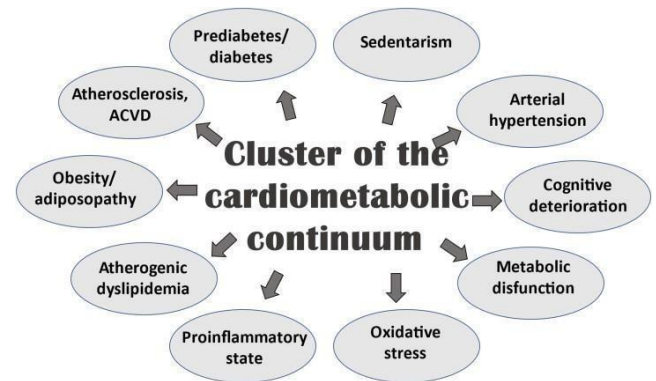 Prediabetes/
diabetes
Sedentarism
Atherosclerosis,
ACVD
Arterial
hypertension
Cluster of the
cardiometabolic
continuum
Obesity/
adiposopathy
Cognitive
deterioration
Atherogenic
dyslipidemia
Metabolic
disfunction
Proinflammatory
state
Oxidative
stress